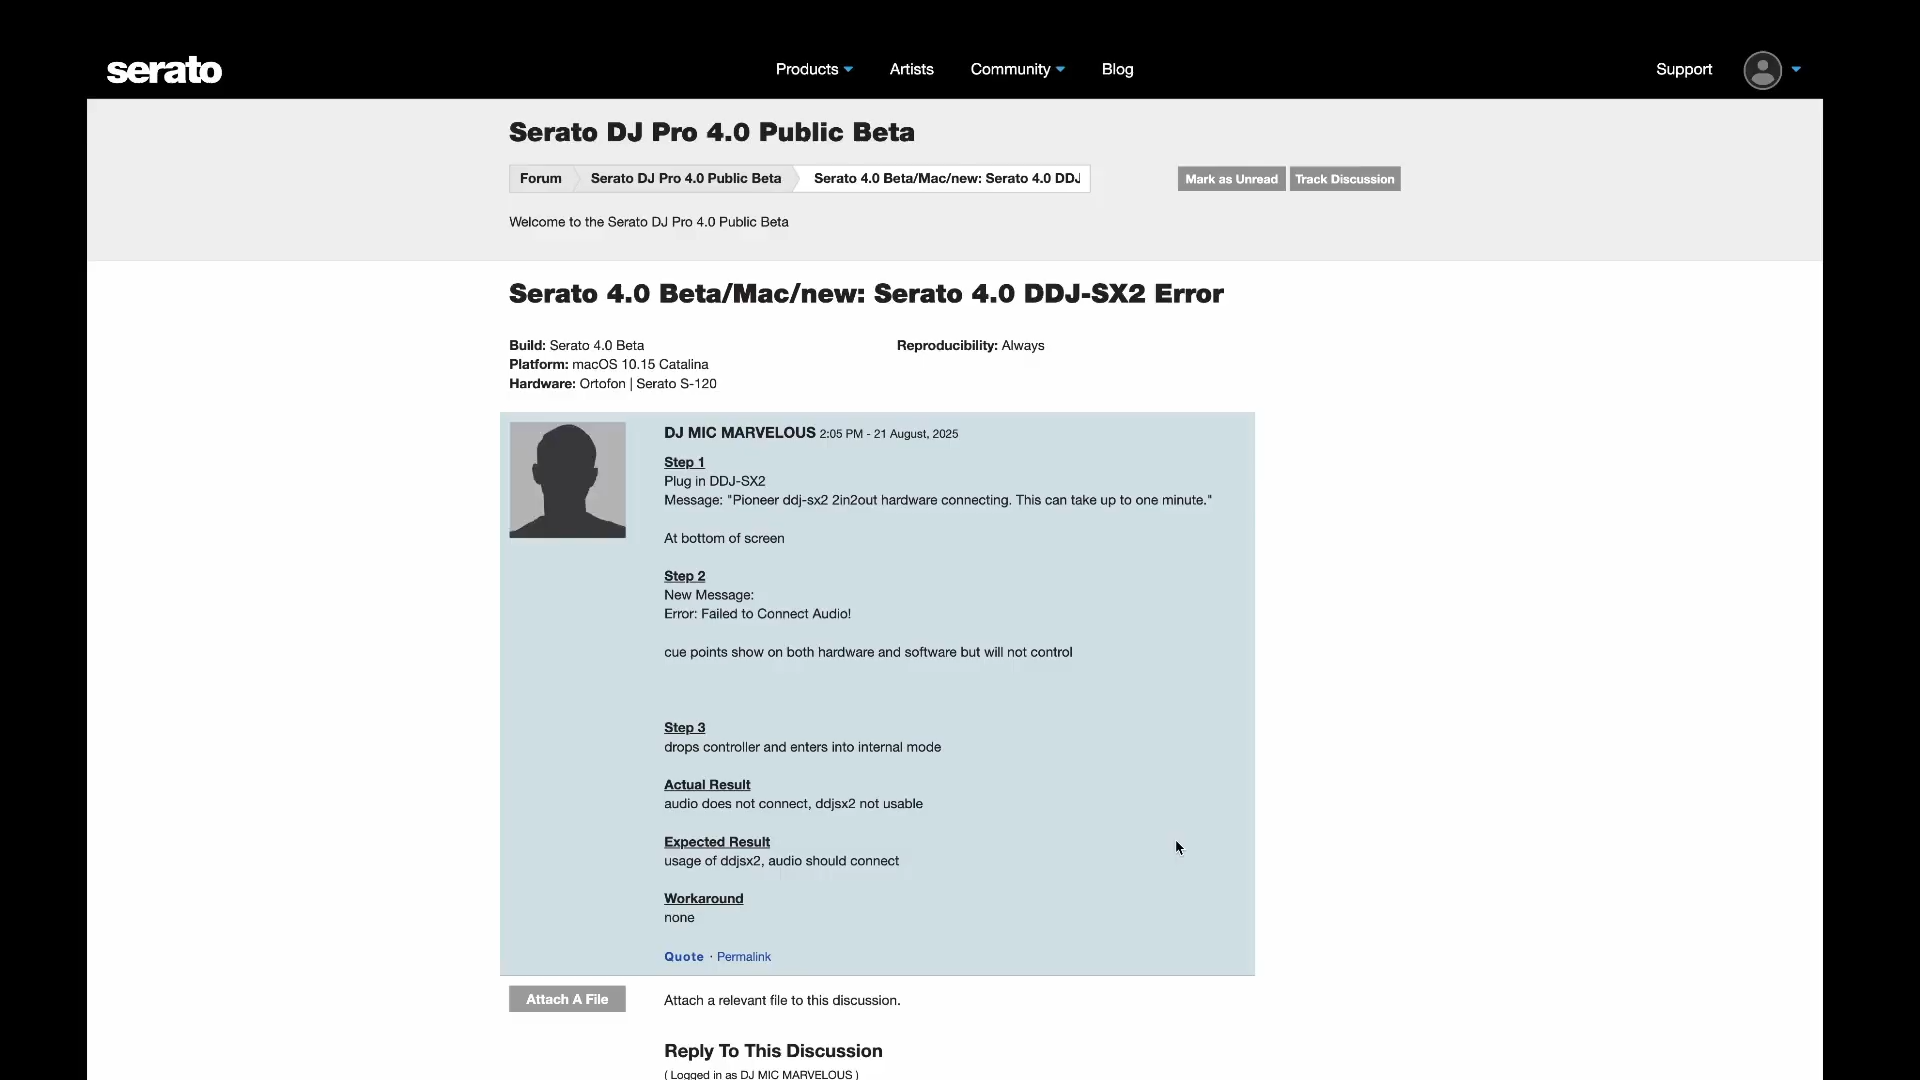 serato
Products
Artists
Community
Blog
Support
Serato DJ Pro 4.0 Public Beta
Forum
Serato DJ Pro 4.0 Public Beta
Serato 4.0 Beta/Mac/new: Serato 4.0 DDJ
Mark as Unread
Track Discussion
Welcome to the Serato DJ Pro 4.0 Public Beta
Serato 4.0 Beta/Mac/new: Serato 4.0 DDJ-SX2 Error
Build: Serato 4.0 Beta
Reproducibility: Always
Platform: macOS 10.15 Catalina
Hardware: Ortofon | Serato S-120
DJ MIC MARVELOUS 2:05 PM - 21 August, 2025
Step 1
Plug in DDJ-SX2
Message: "Pioneer ddj-sx2 2in2out hardware connecting. This can take up to one minute."
At bottom of screen
Step 2
New Message:
Error: Failed to Connect Audio!
cue points show on both hardware and software but will not control
Step 3
drops controller and enters into internal mode
Actual Result
audio does not connect, ddjsx2 not usable
Expected Result
usage of ddjsx2, audio should connect
Workaround
none
Quote · Permalink
Attach A File
Attach a relevant file to this discussion.
Reply To This Discussion
( Logged in as DJ MIC MARVELOUS )